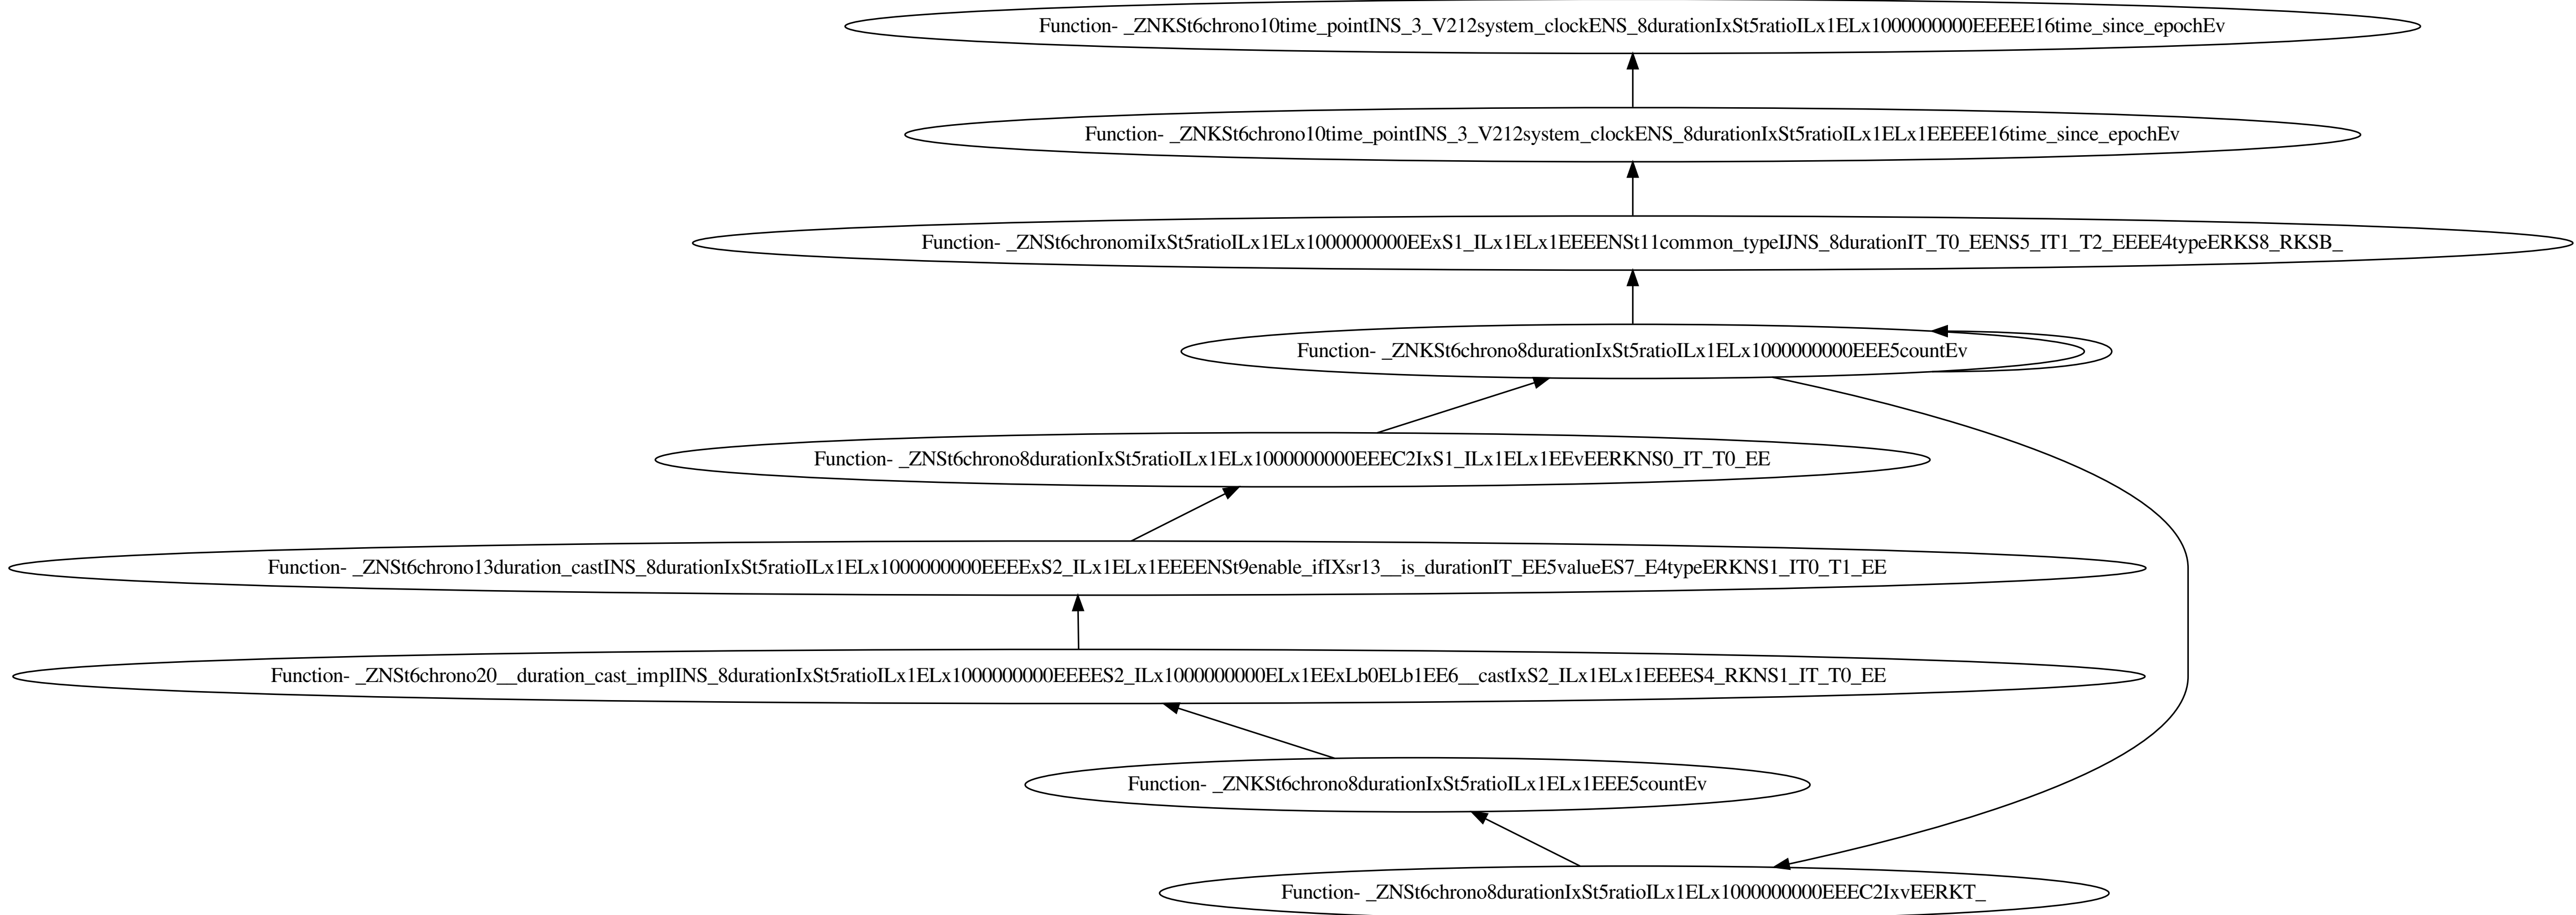 Function- _ZNKSt6chrono10time_pointINS_3_V212system_clockENS_8durationIxSt5ratioILx1ELx1000000000EEEEE16time_since_epochEv
Function- _ZNKSt6chrono10time_pointINS_3_V212system_clockENS_8durationIxSt5ratioILx1ELx1EEEEE16time_since_epochEv
Function- _ZNSt6chronomiIxSt5ratioILx1ELx1000000000EExS1_ILx1ELx1EEEENSt11common_typeIJNS_8durationIT_T0_EENS5_IT1_T2_EEEE4typeERKS8_RKSB_
Function- _ZNKSt6chrono8durationIxSt5ratioILx1ELx1000000000EEE5countEv
Function- _ZNSt6chrono8durationIxSt5ratioILx1ELx1000000000EEEC2IxS1_ILx1ELx1EEvEERKNS0_IT_T0_EE
Function- _ZNSt6chrono13duration_castINS_8durationIxSt5ratioILx1ELx1000000000EEEExS2_ILx1ELx1EEEENSt9enable_ifIXsr13__is_durationIT_EE5valueES7_E4typeERKNS1_IT0_T1_EE
Function- _ZNSt6chrono20__duration_cast_implINS_8durationIxSt5ratioILx1ELx1000000000EEEES2_ILx1000000000ELx1EExLb0ELb1EE6__castIxS2_ILx1ELx1EEEES4_RKNS1_IT_T0_EE
Function- _ZNKSt6chrono8durationIxSt5ratioILx1ELx1EEE5countEv
Function- _ZNSt6chrono8durationIxSt5ratioILx1ELx1000000000EEEC2IxvEERKT_